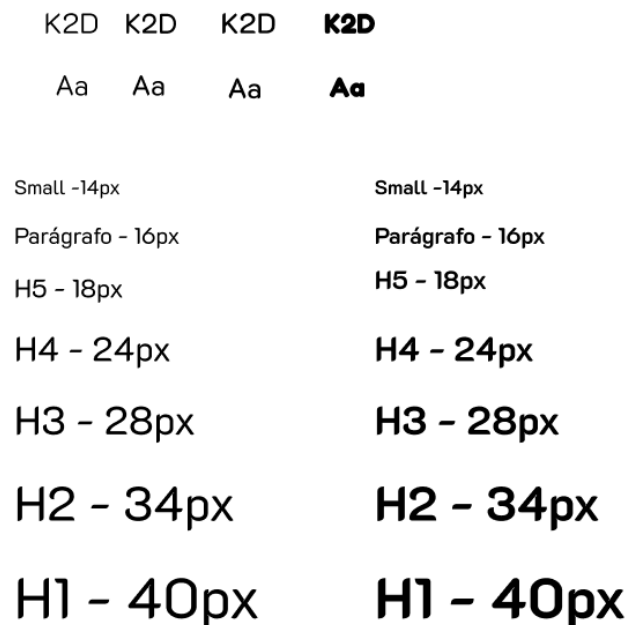 K2D K2D K2D K2D
Aa Aa Aa Aa
Small -14px Small -14px
Parágrafo - 16px Parágrafo - 16px
H5 - 18px H5 - 18px
H4 - 24px H4 - 24px
H3 - 28px H3 - 28px
H2 - 34px H2 - 34px
H1 - 40px H1 - 40px